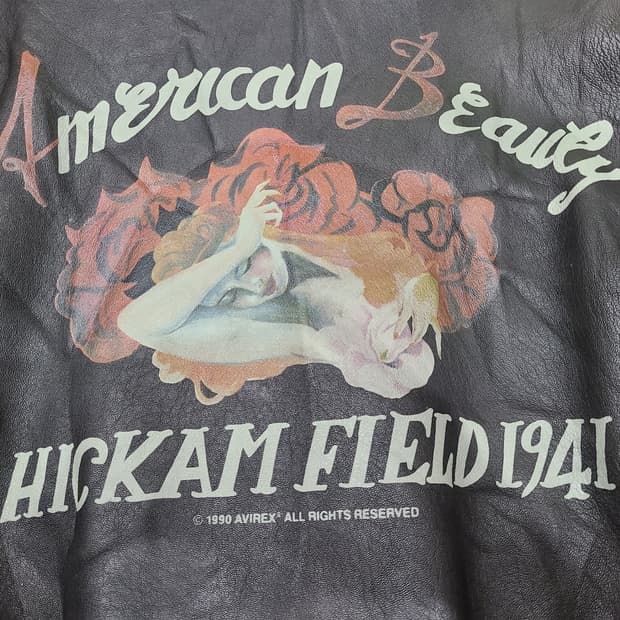 American Beauty
HICKAM FIELD 1941
© 1990 AVIREX® ALL RIGHTS RESERVED